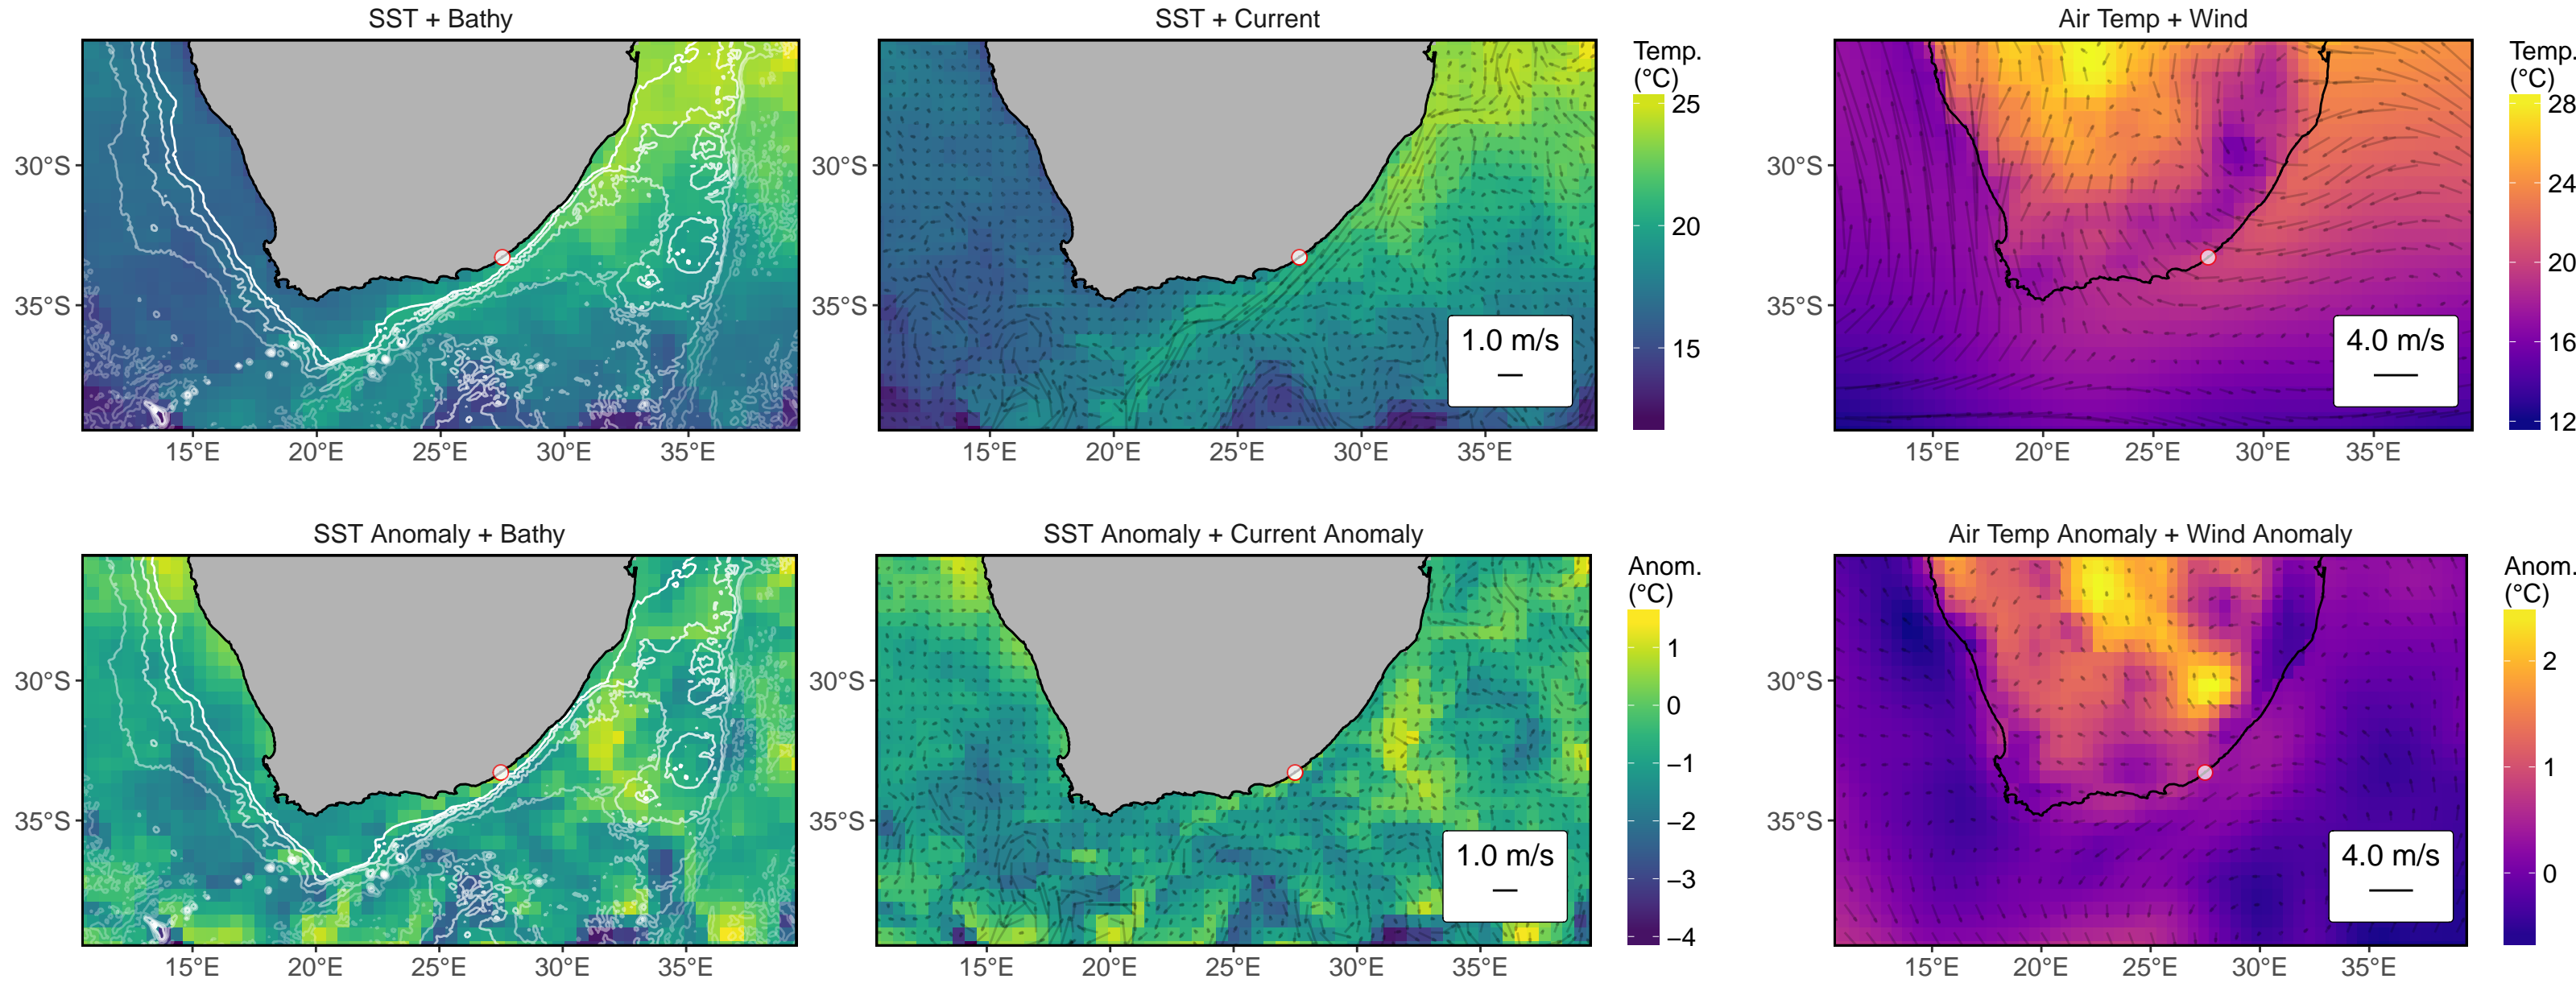 SST + Bathy
SST + Current
Air Temp + Wind
30°S
35°S
15°E 20°E 25°E 30°E 35°E
30°S
35°S
15°E 20°E 25°E 30°E 35°E
1.0 m/s
Temp.
(°C)
25
20
15
30°S
35°S
15°E 20°E 25°E 30°E 35°E
4.0 m/s
Temp.
(°C)
28
24
20
16
12
SST Anomaly + Bathy
SST Anomaly + Current Anomaly
Air Temp Anomaly + Wind Anomaly
30°S
35°S
15°E 20°E 25°E 30°E 35°E
30°S
35°S
15°E 20°E 25°E 30°E 35°E
1.0 m/s
Anom.
(°C)
1
0
−1
−2
−3
−4
30°S
35°S
15°E 20°E 25°E 30°E 35°E
4.0 m/s
Anom.
(°C)
2
1
0